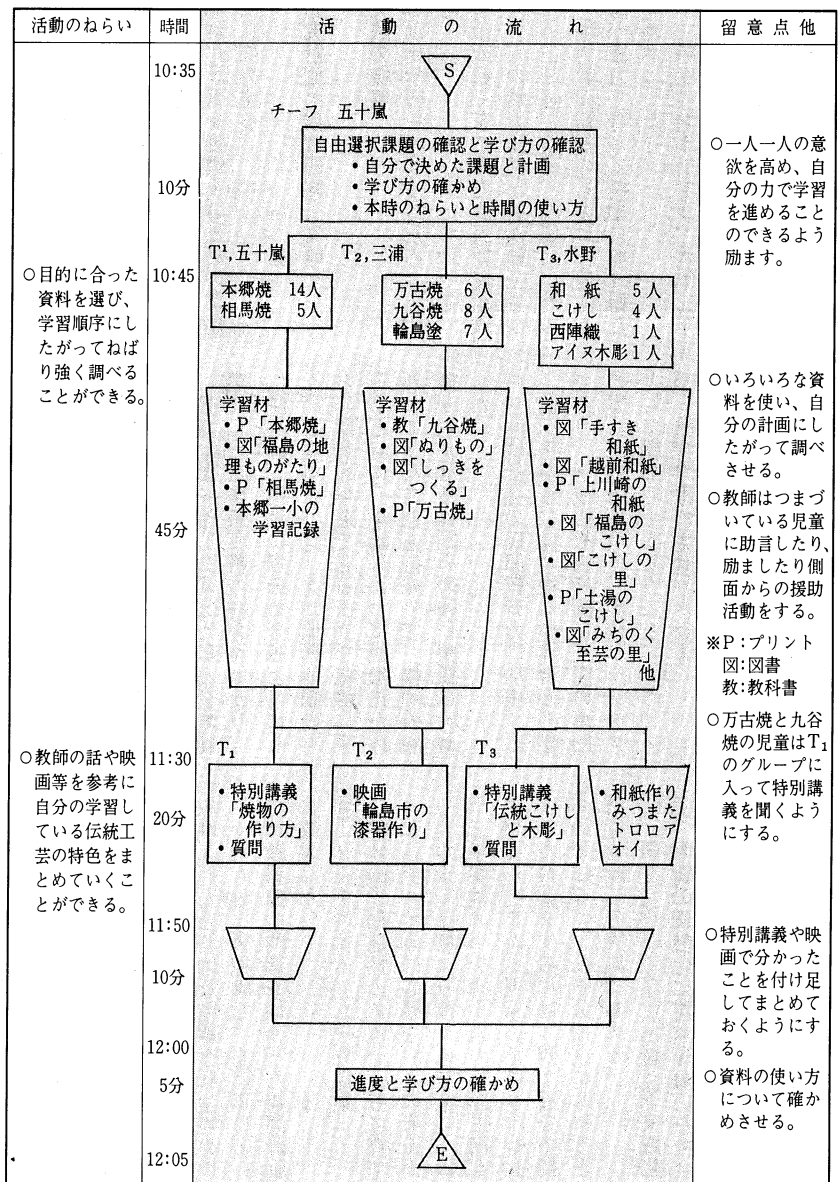 活動のねらい
時間
活動の流れ
留意点他
○目的に合った
資料を選び、
学習順序にし
たがってねば
り強く調べる
ことができる。
○教師の話や映
画等を参考に
自分の学習し
ている伝統工
芸の特色をま
とめていくこ
とができる。
10:35
10分
10:45
45分
11:30
20分
11:50
10分
12:00
5分
12:05
S
チーフ 五十嵐
自由選択課題の確認と学び方の確認
・自分で決めた課題と計画
・学び方の確かめ
・本時のねらいと時間の使い方
T¹,五十嵐
本郷焼 14人
相馬焼 5人
T₂,三浦
万古焼 6人
九谷焼 8人
輪島塗 7人
T₃,水野
和紙 5人
こけし 4人
西陣織 1人
アイヌ木彫1人
学習材
・P「本郷焼」
・図「福島の地
理ものがたり」
・P「相馬焼」
・本郷一小の
学習記録
学習材
・教「九谷焼」
・図「ぬりもの」
・図「しっきを
つくる」
・P「万古焼」
学習材
・図「手すき
和紙」
・図「越前和紙」
・P「上川崎の
和紙
・図「福島の
こけし」
・図「こけしの
里」
・P「土湯の
こけし」
・図「みちのく
至芸の里」
他
T₁
・特別講義
「焼物の
作り方」
・質問
T₂
・映画
「輪島市の
漆器作り」
T₃
・特別講義
「伝統こけし
と木彫」
・質問
・和紙作り
みつまた
トロロア
オイ
進度と学び方の確かめ
E
○一人一人の意
欲を高め、自
分の力で学習
を進めること
のできるよう
励ます。
○いろいろな資
料を使い、自
分の計画にし
たがって調べ
させる。
○教師はつまづ
いている児童
に助言したり、
励ましたり側
面からの援助
活動をする。
※P:プリント
図:図書
教:教科書
○万古焼と九谷
焼の児童はT₁
のグループに
入って特別講
義を聞くよう
にする。
○特別講義や映
画で分かった
ことを付け足
してまとめて
おくようにす
る。
○資料の使い方
について確か
めさせる。